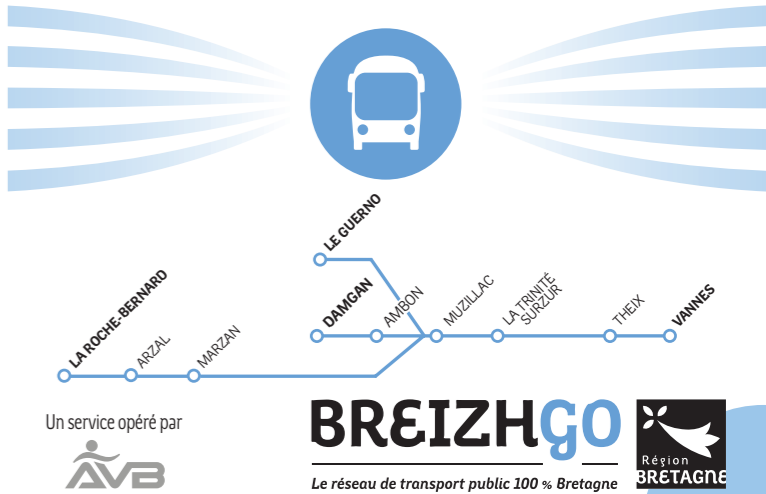 LE GUERNO
LA ROCHE-BERNARD
ARZAL
MARZAN
DAMGAN
AMBON
MUZILLAC
LA TRINITÉ
SURZUR
THEIX
VANNES
Un service opéré par
AVB
BREIZHGO
Le réseau de transport public 100 % Bretagne
Région
BRETAGNE